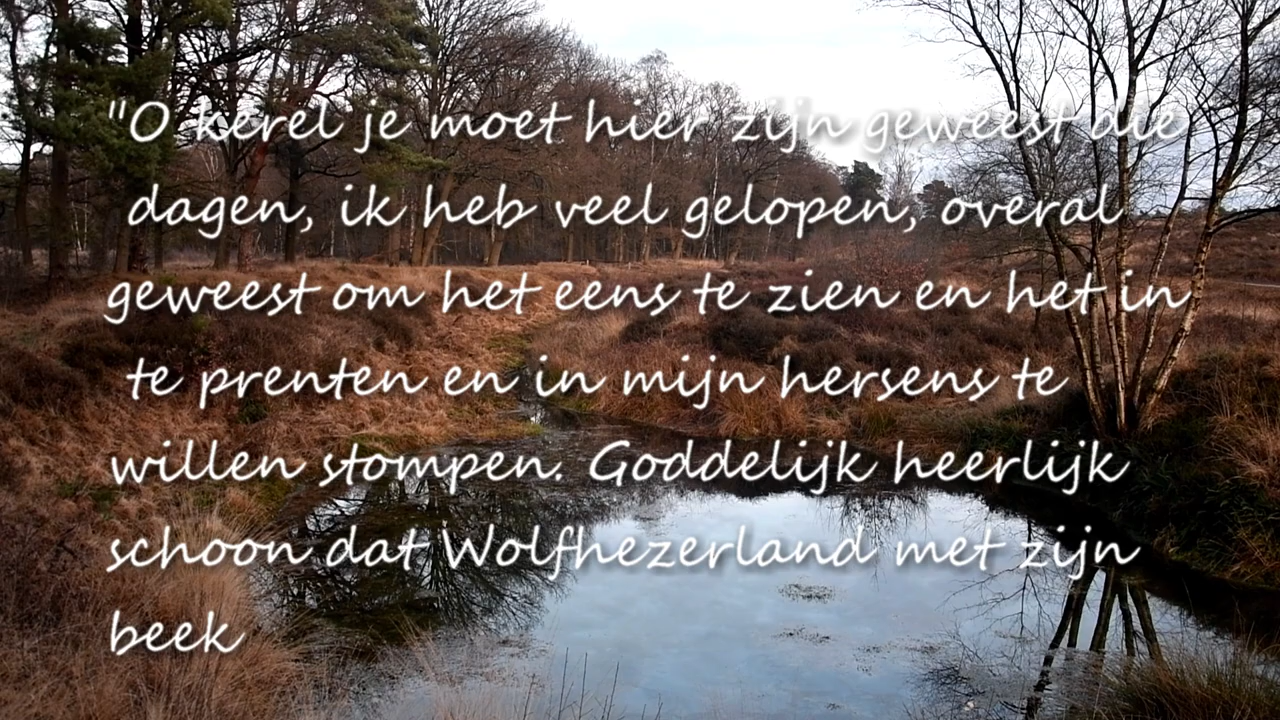 "O kerel je moet hier zijn geweest die
dagen, ik heb veel gelopen, overal
geweest om het eens te zien en het in
te prenten en in mijn hersens te
willen stompen. Goddelijk heerlijk
schoon dat Wolfhezerland met zijn
beek